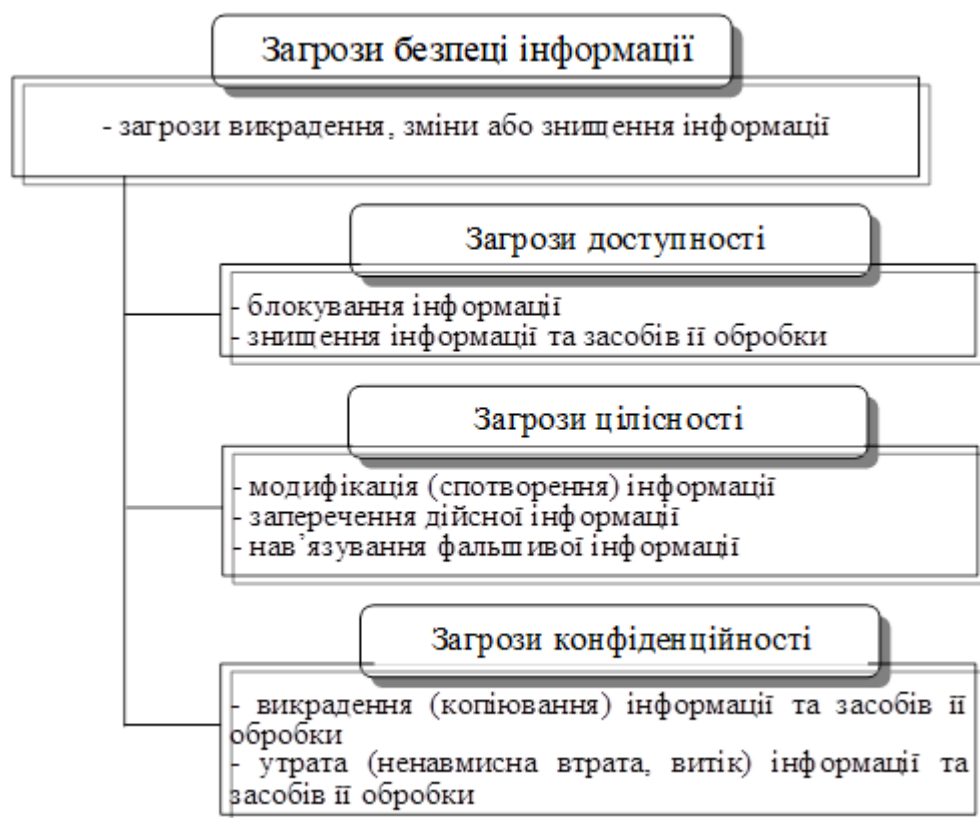 Загрози безпеці інформації
- загрози викрадення, зміни або знищення інформації
Загрози доступності
- блокування інформації
- знищення інформації та засобів її обробки
Загрози цілісності
- модифікація (спотворення) інформації
- заперечення дійсної інформації
- нав’язування фальшивої інформації
Загрози конфіденційності
- викрадення (копіювання) інформації та засобів її
обробки
- утрата (ненавмисна втрата, витік) інформації та
засобів її обробки